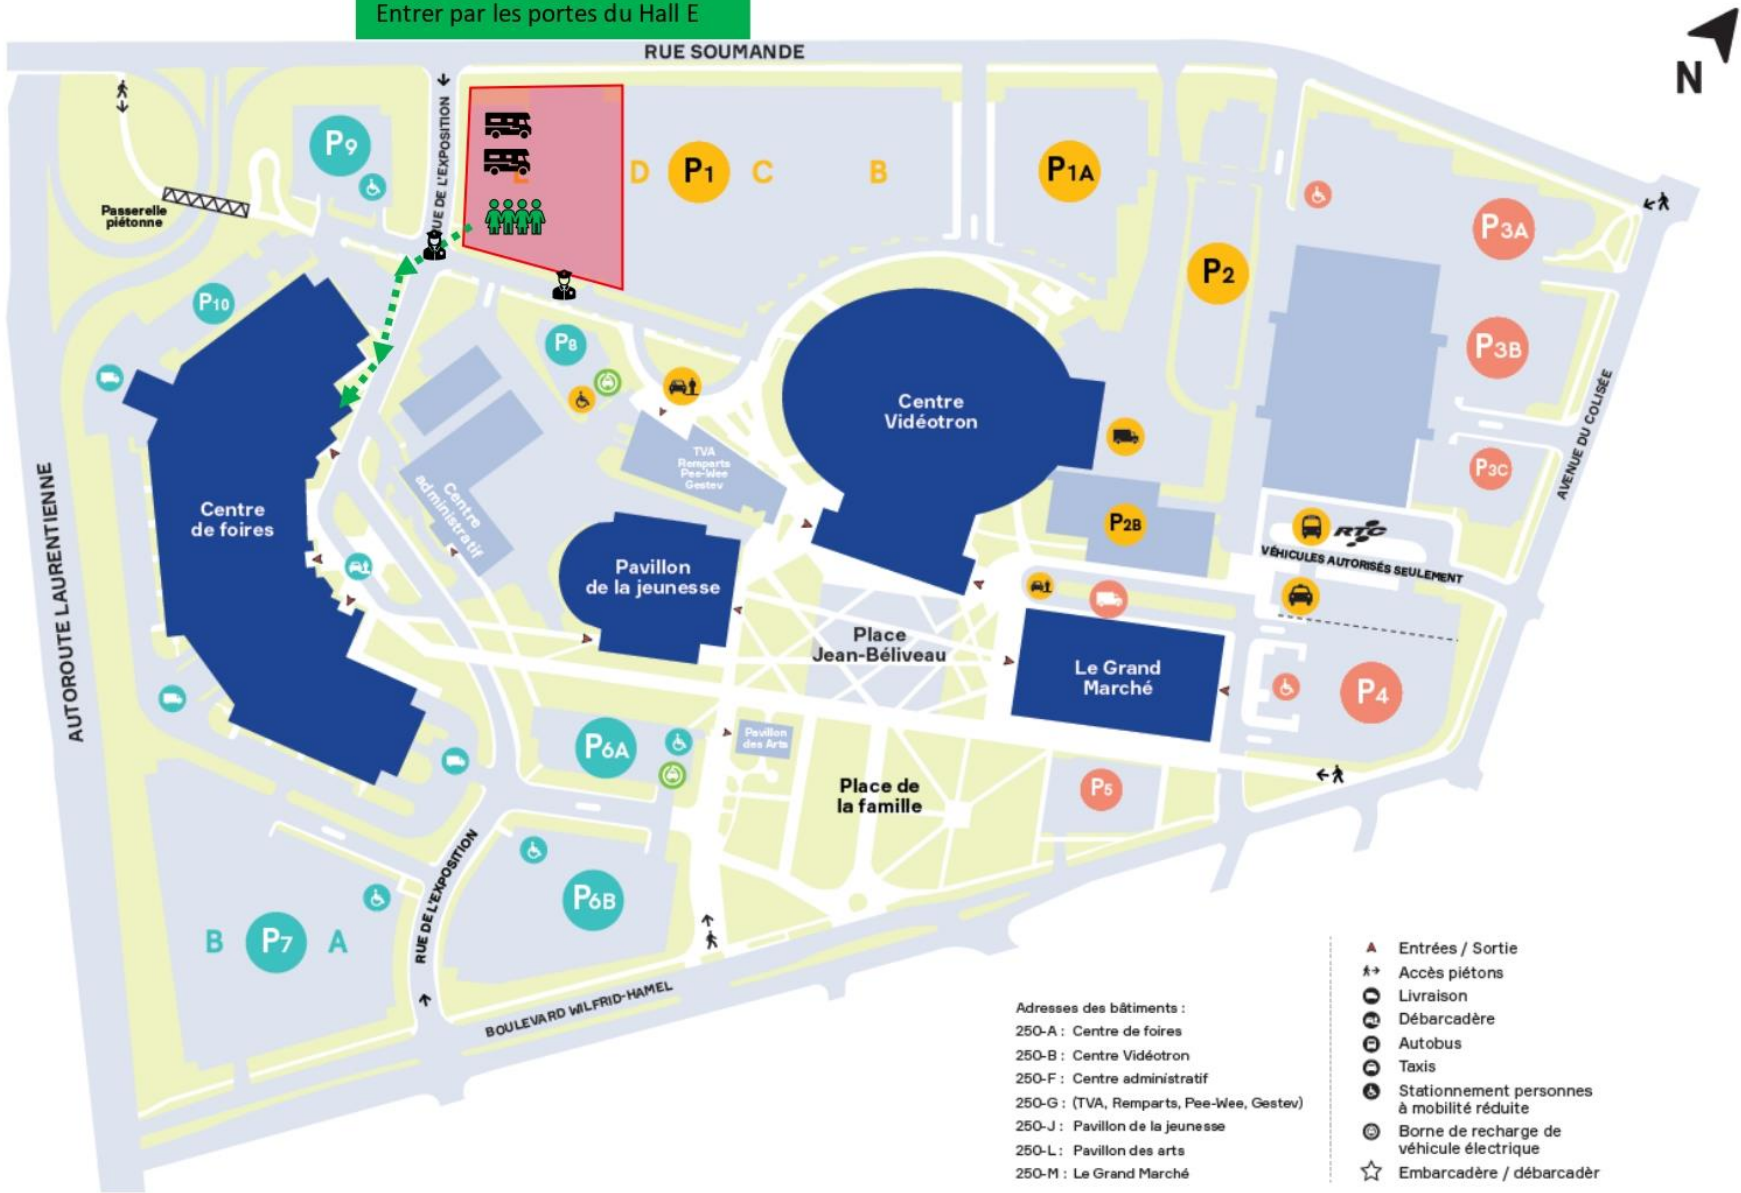 Entrer par les portes du Hall E
RUE SOUMANDE
N
RUE DE L'EXPOSITION
P9
D
P1
C
B
P1A
Passerelle
piétonne
P3A
P2
P10
P8
P3B
AVENUE DU COLISÉE
Centre
Vidéotron
TVA
Remparts
Pee-Wee
Gestev
P3C
AUTOROUTE LAURENTIENNE
Centre
de foires
Centre
administratif
P2B
RTC
VÉHICULES AUTORISÉS SEULEMENT
Pavillon
de la jeunesse
Place
Jean-Béliveau
Le Grand
Marché
P4
P6A
Pavillon
des Arts
Place de
la famille
P5
RUE DE L'EXPOSITION
P6B
B
P7
A
BOULEVARD WILFRID-HAMEL
Adresses des bâtiments :
250-A : Centre de foires
250-B : Centre Vidéotron
250-F : Centre administratif
250-G : (TVA, Remparts, Pee-Wee, Gestev)
250-J : Pavillon de la jeunesse
250-L : Pavillon des arts
250-M : Le Grand Marché
Entrées / Sortie
Accès piétons
Livraison
Débarcadère
Autobus
Taxis
Stationnement personnes
à mobilité réduite
Borne de recharge de
véhicule électrique
Embarcadère / débarcadèr